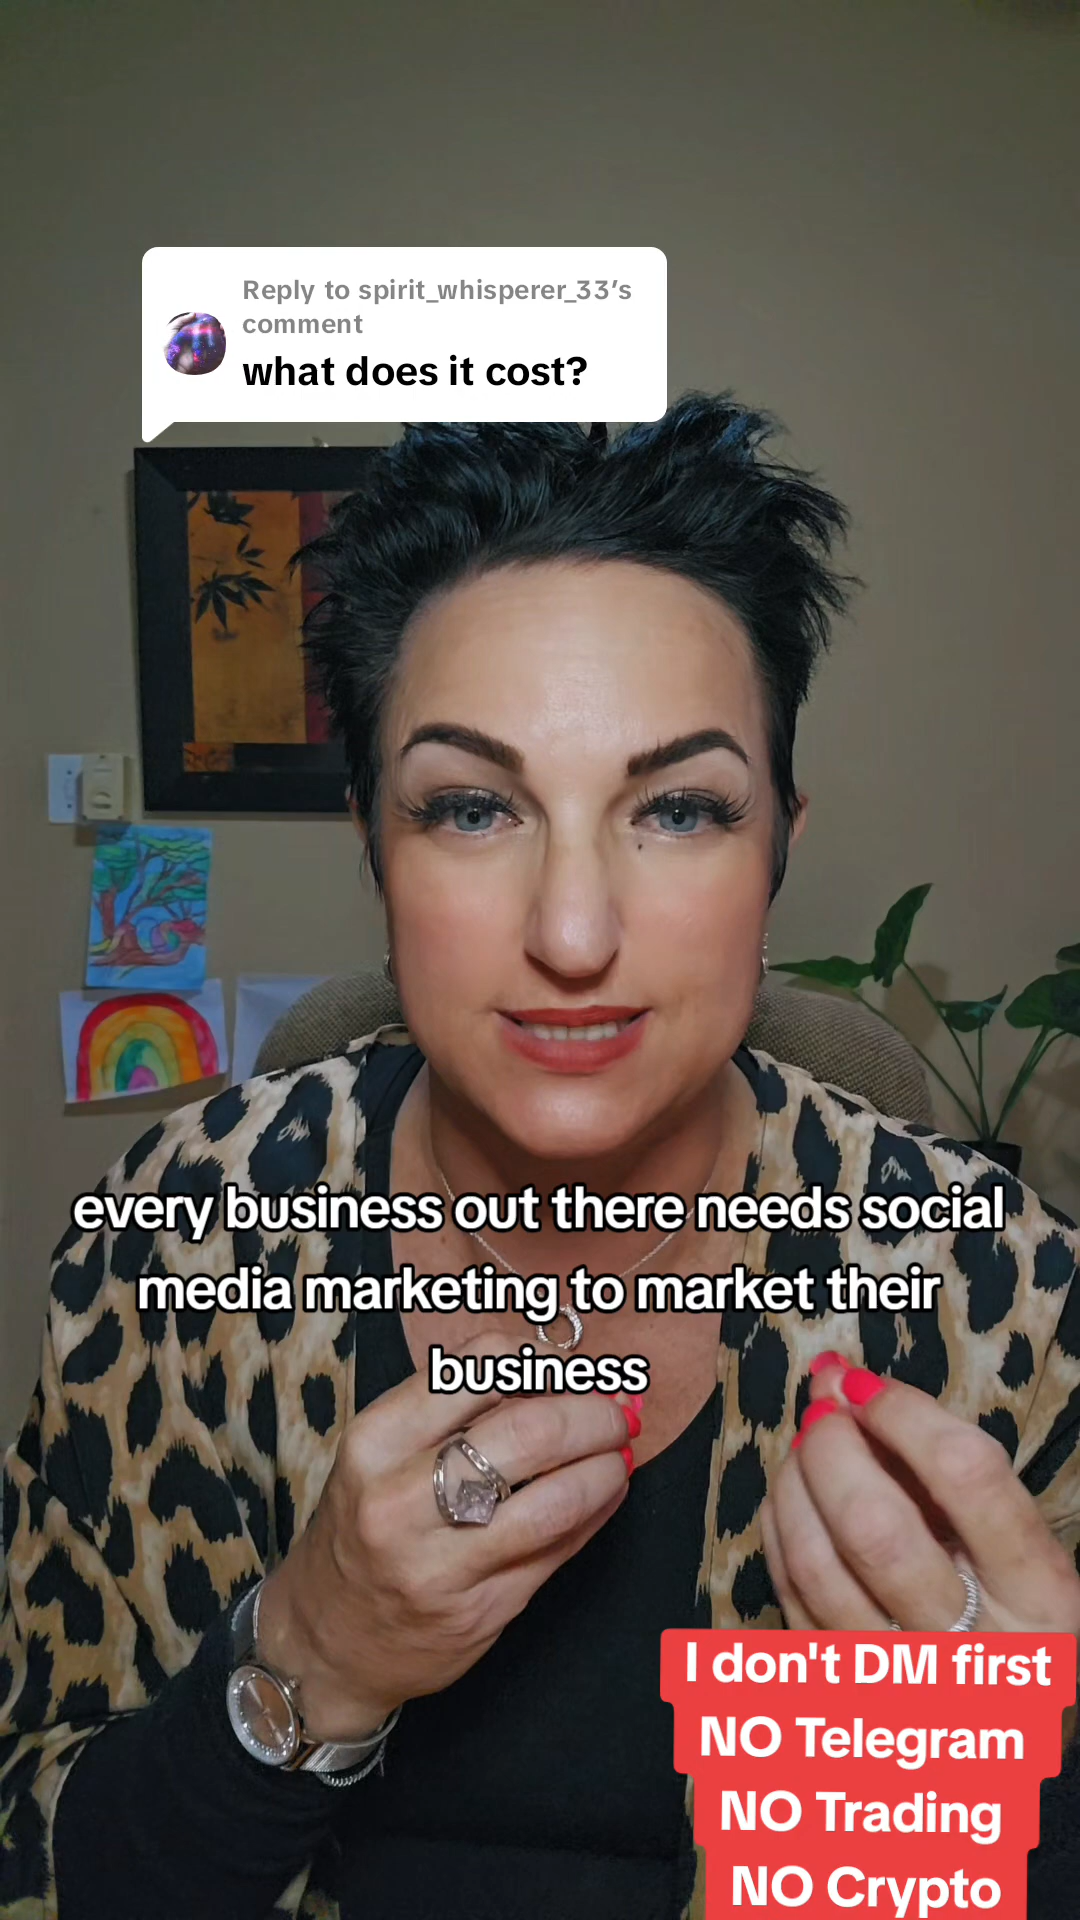 Reply to spirit_whisperer_33's
comment
what does it cost?
every business out there needs social
media marketing to market their
business
I don't DM first
NO Telegram
NO Trading
NO Crypto